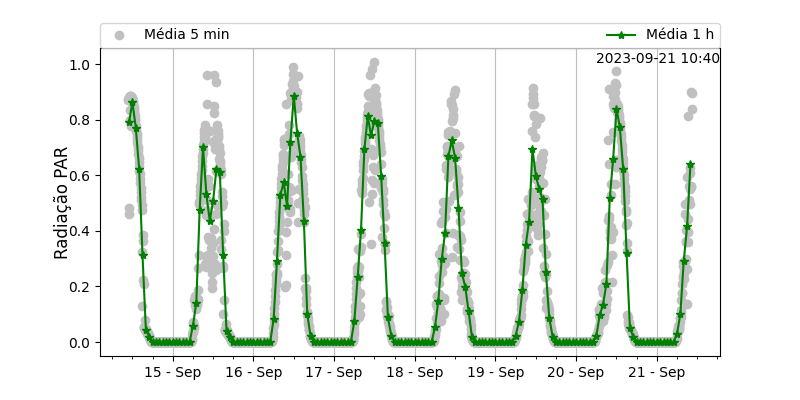 Média 5 min Média 1 h
2023-09-21 10:40
Radiação PAR
1.0
0.8
0.6
0.4
0.2
0.0
15 - Sep 16 - Sep 17 - Sep 18 - Sep 19 - Sep 20 - Sep 21 - Sep